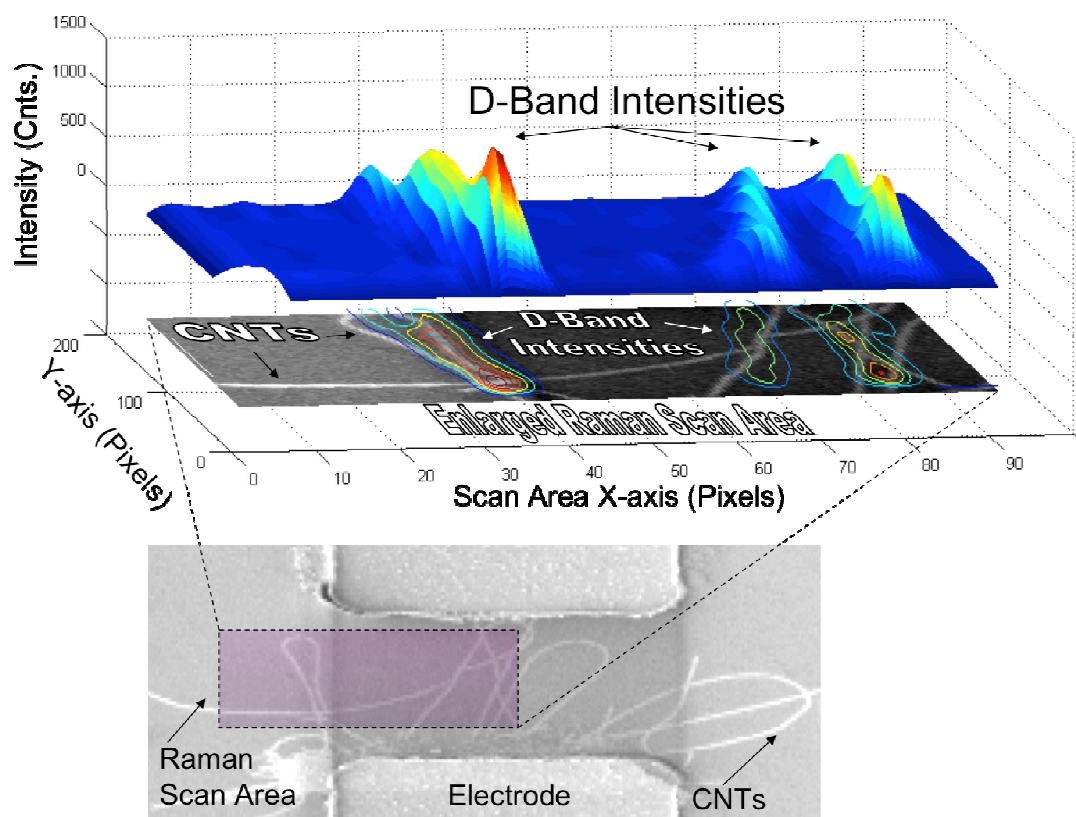 1500
1000
500
0
Intensity (Cnts.)
D-Band Intensities
CNTs
D-Band
Intensities
Enlarged Raman Scan Area
200
100
0
Y-axis (Pixels)
0 10 20 30 40 50 60 70 80 90
Scan Area X-axis (Pixels)
Raman
Scan Area
Electrode
CNTs